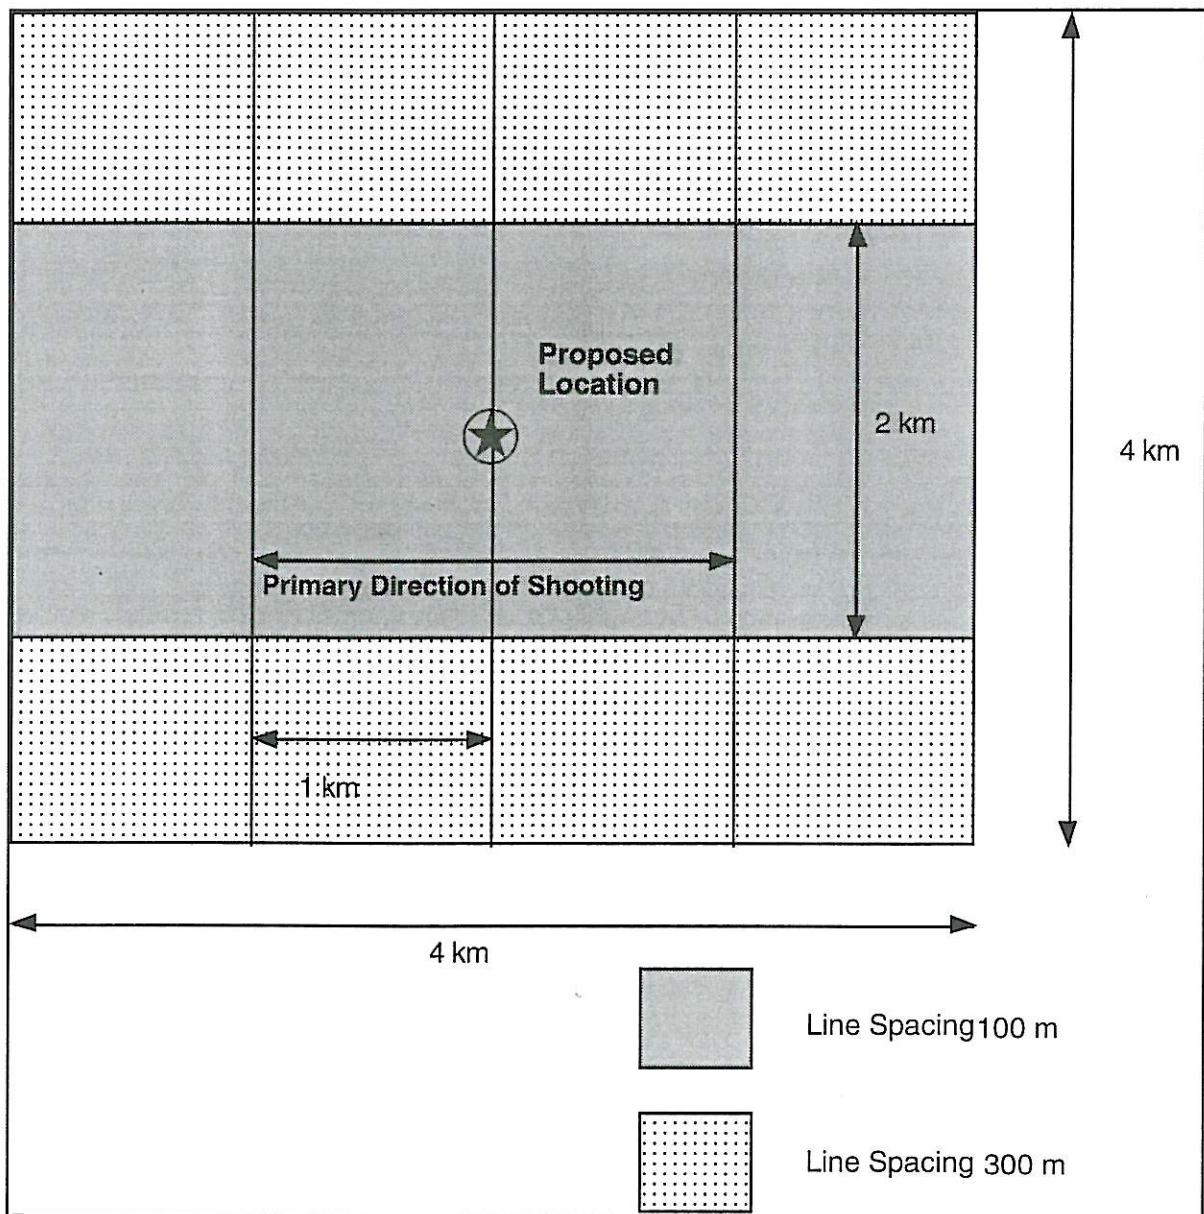 Proposed
Location
2 km
4 km
Primary Direction of Shooting
1 km
4 km
Line Spacing 100 m
Line Spacing 300 m